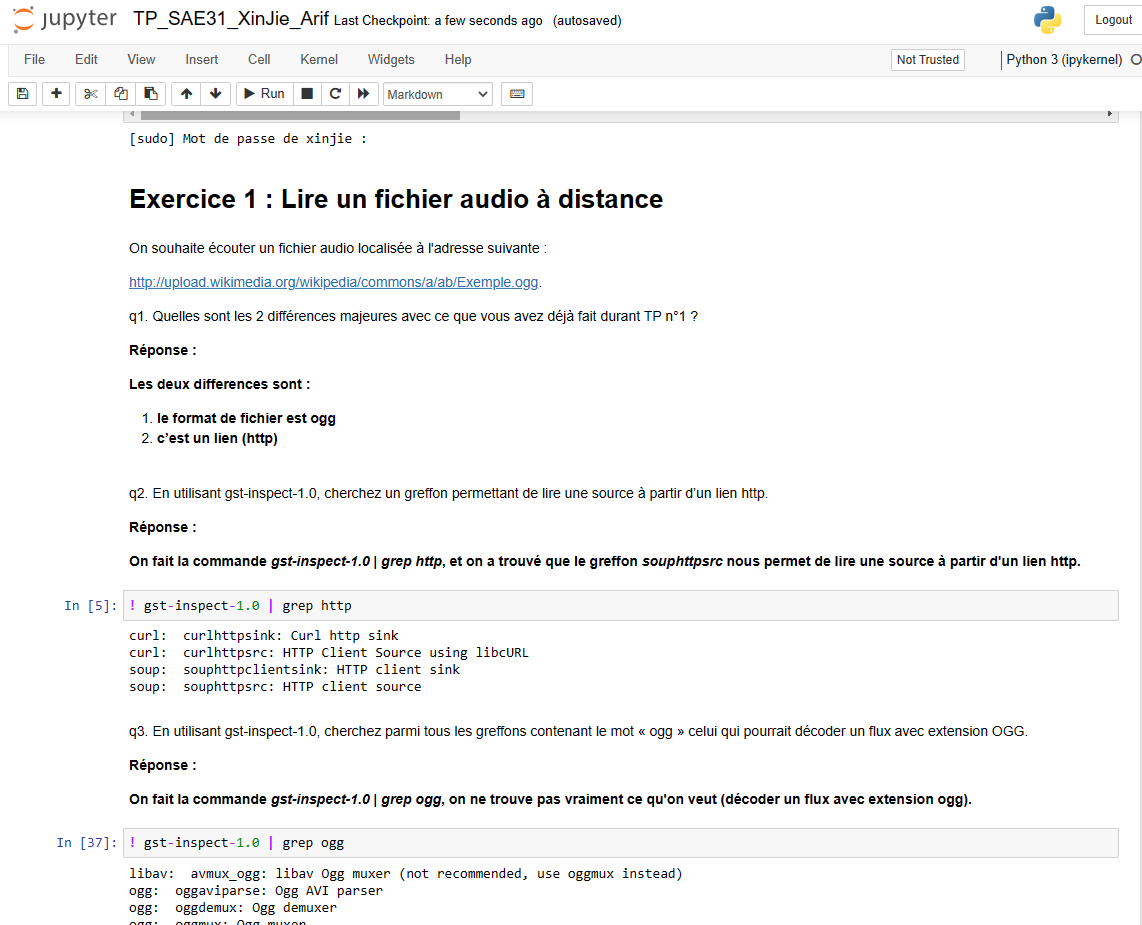 jupyter TP_SAE31_XinJie_Arif Last Checkpoint: a few seconds ago (autosaved)
Logout
File Edit View Insert Cell Kernel Widgets Help
Not Trusted
Python 3 (ipykernel)
Run
Markdown
[sudo] Mot de passe de xinjie :
Exercice 1 : Lire un fichier audio à distance
On souhaite écouter un fichier audio localisée à l'adresse suivante :
http://upload.wikimedia.org/wikipedia/commons/a/ab/Exemple.ogg.
q1. Quelles sont les 2 différences majeures avec ce que vous avez déjà fait durant TP n°1 ?
Réponse :
Les deux differences sont :
1. le format de fichier est ogg
2. c’est un lien (http)
q2. En utilisant gst-inspect-1.0, cherchez un greffon permettant de lire une source à partir d’un lien http.
Réponse :
On fait la commande gst-inspect-1.0 | grep http, et on a trouvé que le greffon souphttpsrc nous permet de lire une source à partir d'un lien http.
In [5]: ! gst-inspect-1.0 | grep http
curl:  curlhttpsink: Curl http sink
curl:  curlhttpsrc: HTTP Client Source using libcURL
soup:  souphttpclientsink: HTTP client sink
soup:  souphttpsrc: HTTP client source
q3. En utilisant gst-inspect-1.0, cherchez parmi tous les greffons contenant le mot « ogg » celui qui pourrait décoder un flux avec extension OGG.
Réponse :
On fait la commande gst-inspect-1.0 | grep ogg, on ne trouve pas vraiment ce qu'on veut (décoder un flux avec extension ogg).
In [37]: ! gst-inspect-1.0 | grep ogg
libav:  avmux_ogg: libav Ogg muxer (not recommended, use oggmux instead)
ogg:  oggaviparse: Ogg AVI parser
ogg:  oggdemux: Ogg demuxer
ogg:  oggmux: Ogg muxer